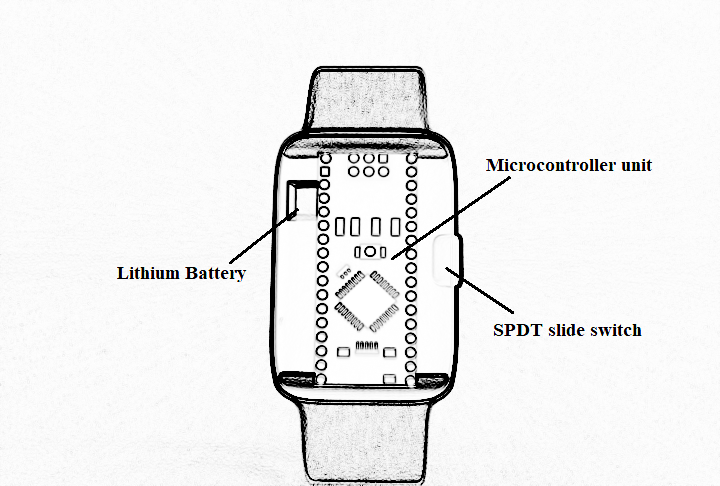 Microcontroller unit
Lithium Battery
SPDT slide switch